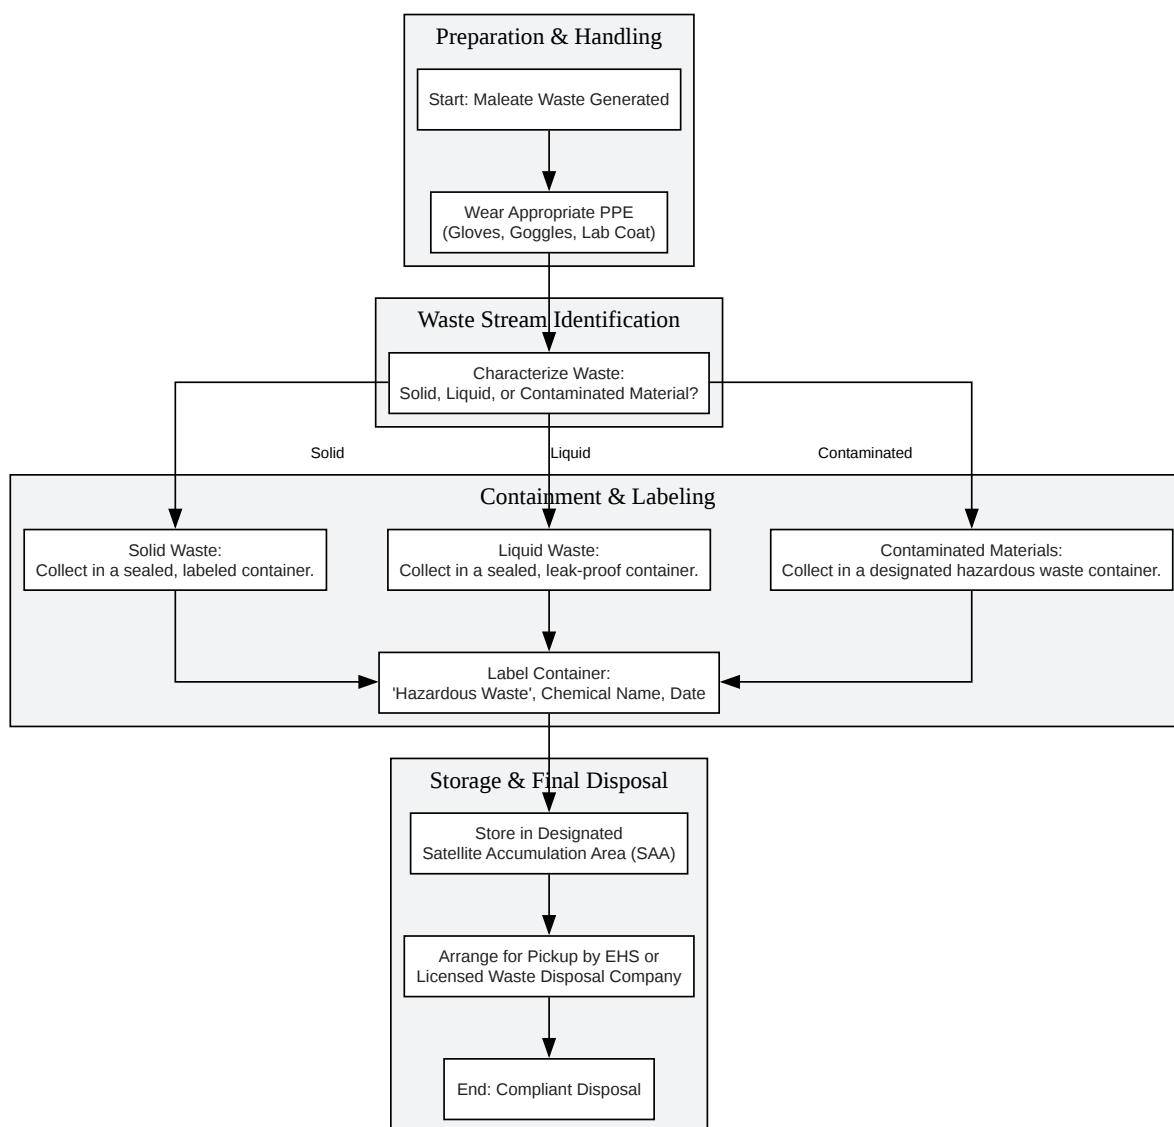 Preparation & Handling
Start: Maleate Waste Generated
Wear Appropriate PPE
(Gloves, Goggles, Lab Coat)
Waste Stream Identification
Characterize Waste:
Solid, Liquid, or Contaminated Material?
Solid
Liquid
Contaminated
Containment & Labeling
Solid Waste:
Collect in a sealed, labeled container.
Liquid Waste:
Collect in a sealed, leak-proof container.
Contaminated Materials:
Collect in a designated hazardous waste container.
Label Container:
'Hazardous Waste', Chemical Name, Date
Storage & Final Disposal
Store in Designated
Satellite Accumulation Area (SAA)
Arrange for Pickup by EHS or
Licensed Waste Disposal Company
End: Compliant Disposal